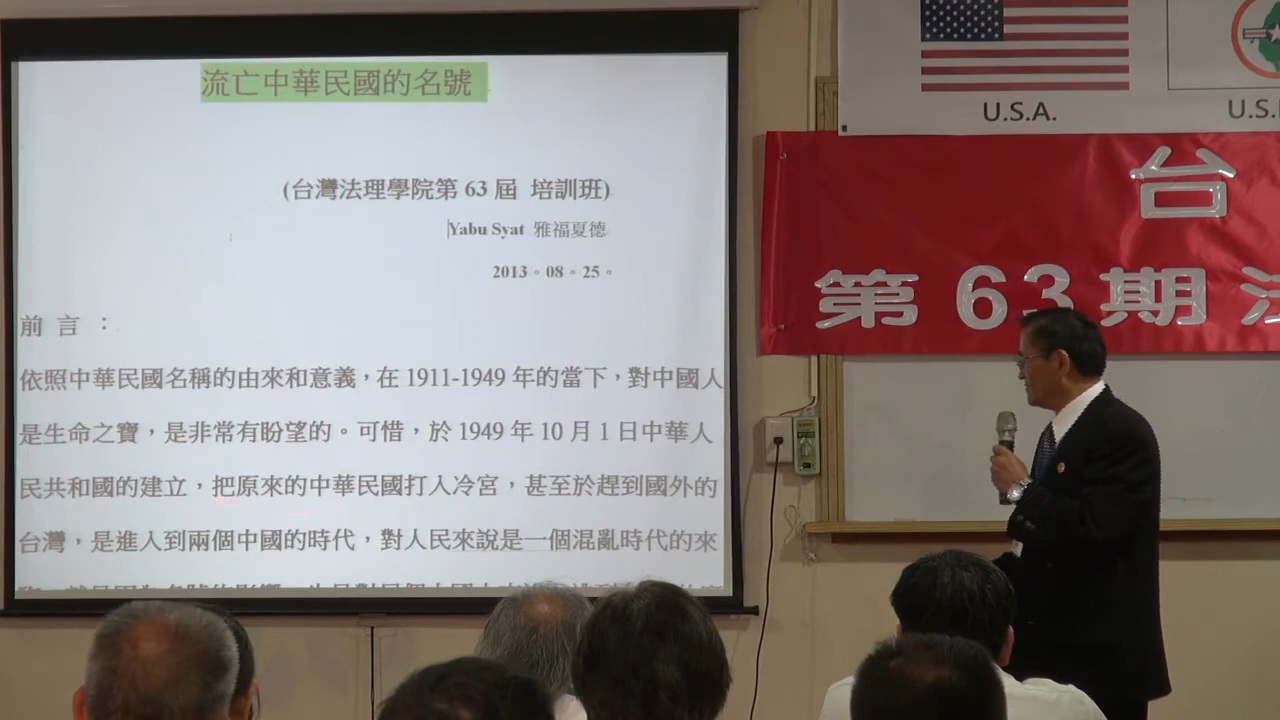 流亡中華民國的名號
(台灣法理學院第 63 屆 培訓班)
Yabu Syat 雅福夏德
2013。08。25。
前 言 ：
依照中華民國名稱的由來和意義，在 1911-1949 年的當下，對中國人
是生命之寶，是非常有盼望的。可惜，於 1949 年 10 月 1 日中華人
民共和國的建立，把原來的中華民國打入冷宮，甚至於趕到國外的
台灣，是進入到兩個中國的時代，對人民來說是一個混亂時代的來
U.S.A.
U.S.
台
第 63 期